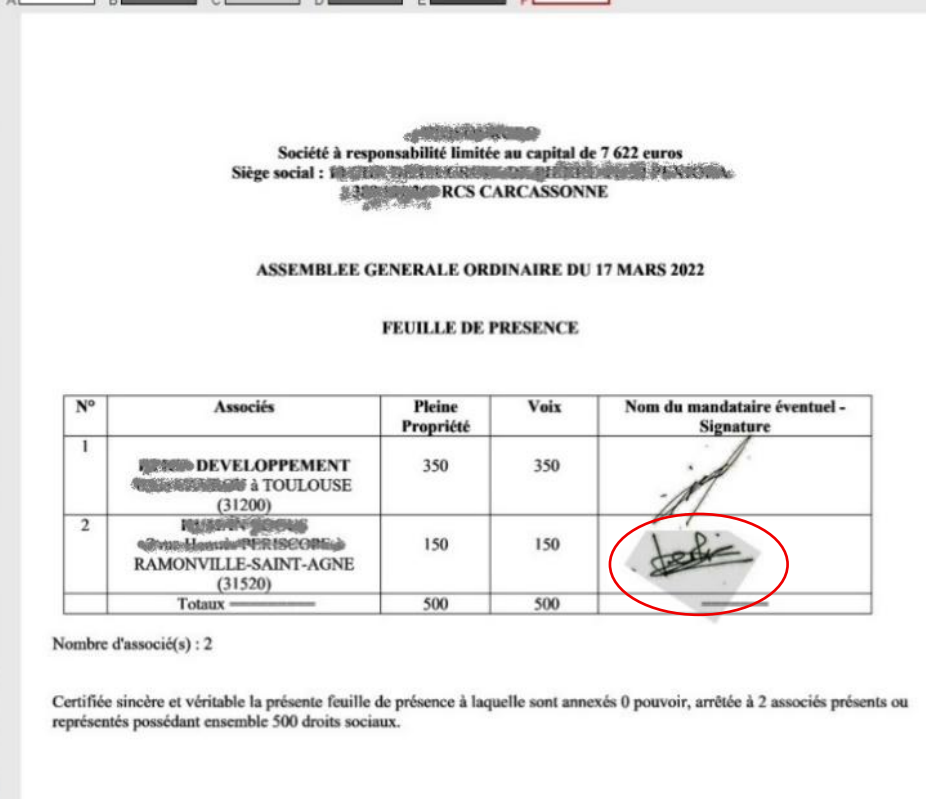 A B C D E F
Société à responsabilité limitée au capital de 7 622 euros
Siège social :
RCS CARCASSONNE
ASSEMBLEE GENERALE ORDINAIRE DU 17 MARS 2022
FEUILLE DE PRESENCE
N° Associés Pleine Propriété Voix Nom du mandataire éventuel - Signature
1
DEVELOPPEMENT 350 350
à TOULOUSE
(31200)
2
PERISCOPE à 150 150
RAMONVILLE-SAINT-AGNE
(31520)
Totaux 500 500
Nombre d'associé(s) : 2
Certifiée sincère et véritable la présente feuille de présence à laquelle sont annexés 0 pouvoir, arrêtée à 2 associés présents ou
représentés possédant ensemble 500 droits sociaux.